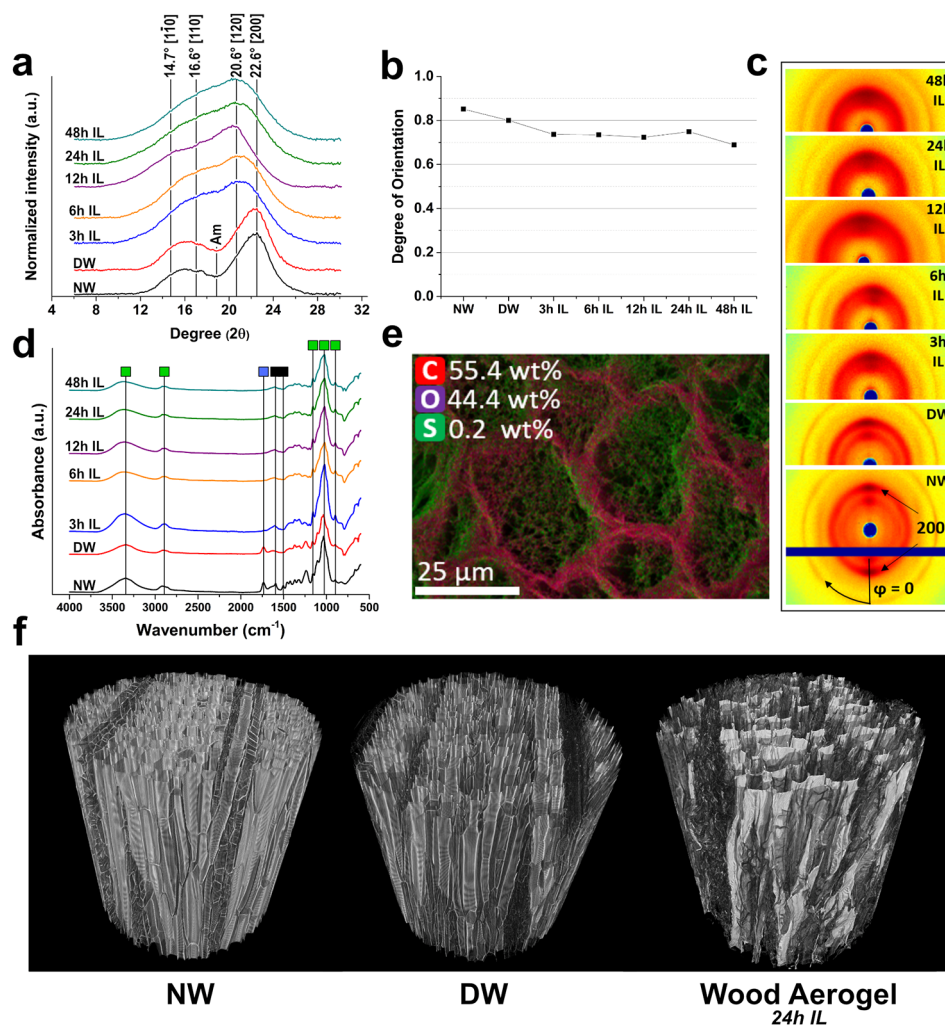 a
Normalized intensity (a.u.)
14.7° [11̄0]
16.6° [110]
20.6° [120]
22.6° [200]
48h IL
24h IL
12h IL
6h IL
3h IL
DW
NW
Am
4 8 12 16 20 24 28 32
Degree (2θ)
b
Degree of Orientation
1.0
0.8
0.6
0.4
0.2
0.0
NW DW 3h IL 6h IL 12h IL 24h IL 48h IL
c
48h
IL
24h
IL
12h
IL
6h
IL
3h
IL
DW
NW
200
φ = 0
d
Absorbance (a.u.)
48h IL
24h IL
12h IL
6h IL
3h IL
DW
NW
4000 3500 3000 2500 2000 1500 1000 500
Wavenumber (cm⁻¹)
e
C 55.4 wt%
O 44.4 wt%
S 0.2 wt%
25 μm
f
NW DW Wood Aerogel
24h IL